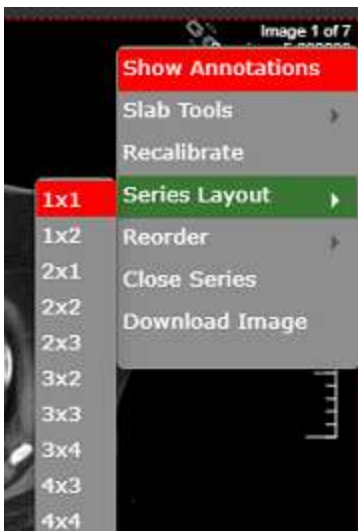 Image 1 of 7
Show Annotations
Slab Tools
Recalibrate
Series Layout
Reorder
Close Series
Download Image
1x1
1x2
2x1
2x2
2x3
3x2
3x3
3x4
4x3
4x4